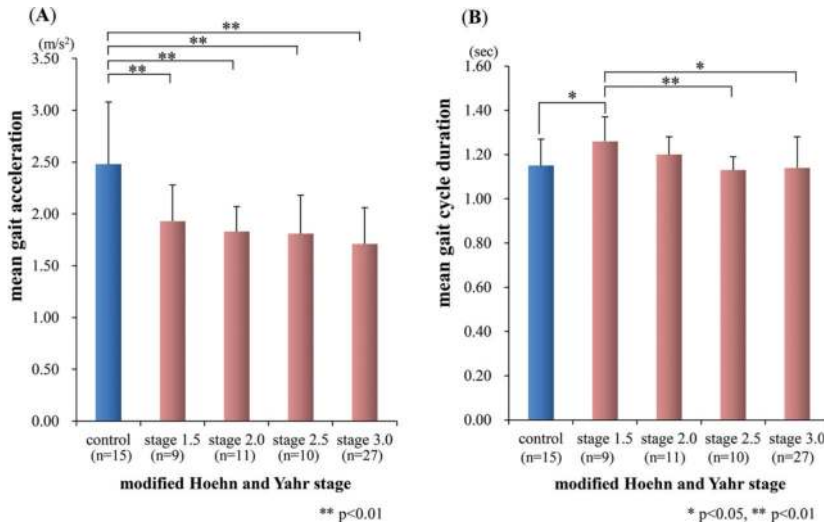 (A)
(m/s²)
**
**
**
**
3.50
3.00
2.50
2.00
1.50
1.00
0.50
0.00
mean gait acceleration
control stage 1.5 stage 2.0 stage 2.5 stage 3.0
(n=15) (n=9) (n=11) (n=10) (n=27)
modified Hoehn and Yahr stage
** p<0.01
(B)
(sec)
*
**
*
1.60
1.40
1.20
1.00
0.80
0.60
0.40
0.20
0.00
mean gait cycle duration
control stage 1.5 stage 2.0 stage 2.5 stage 3.0
(n=15) (n=9) (n=11) (n=10) (n=27)
modified Hoehn and Yahr stage
* p<0.05, ** p<0.01